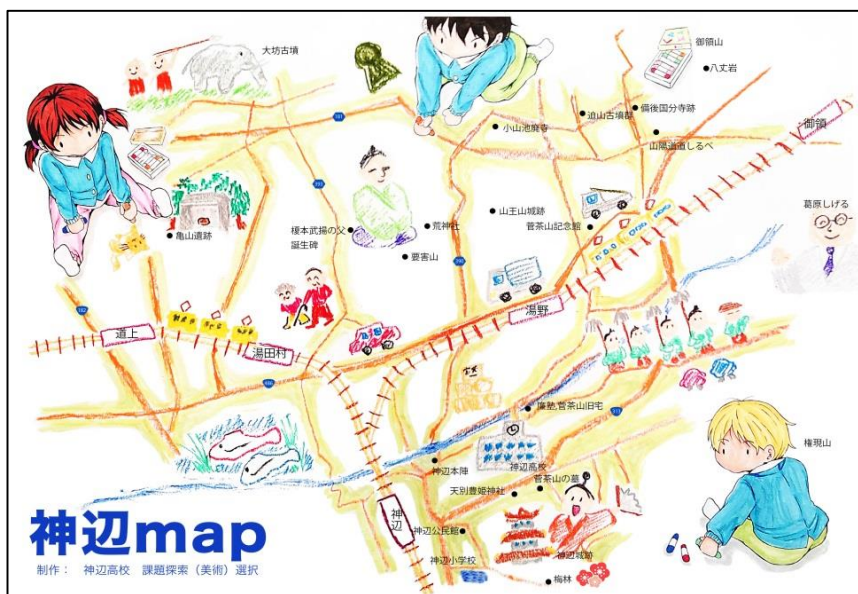 大坊古墳
御領山
八丈岩
迫山古墳群
備後国分寺跡
小山池廃寺
山陽道道しるべ
御領
181
391
亀山遺跡
榎本武揚の父
誕生碑
荒神社
要害山
山王山城跡
菅茶山記念館
葛原しげる
390
182
道上
湯田村
湯野
486
313
廉塾,菅茶山旧宅
神辺本陣
神辺高校
菅茶山の墓
天別豊姫神社
権現山
神辺
神辺公民館
神辺城跡
神辺小学校
梅林
神辺map
制作： 神辺高校 課題探索（美術）選択